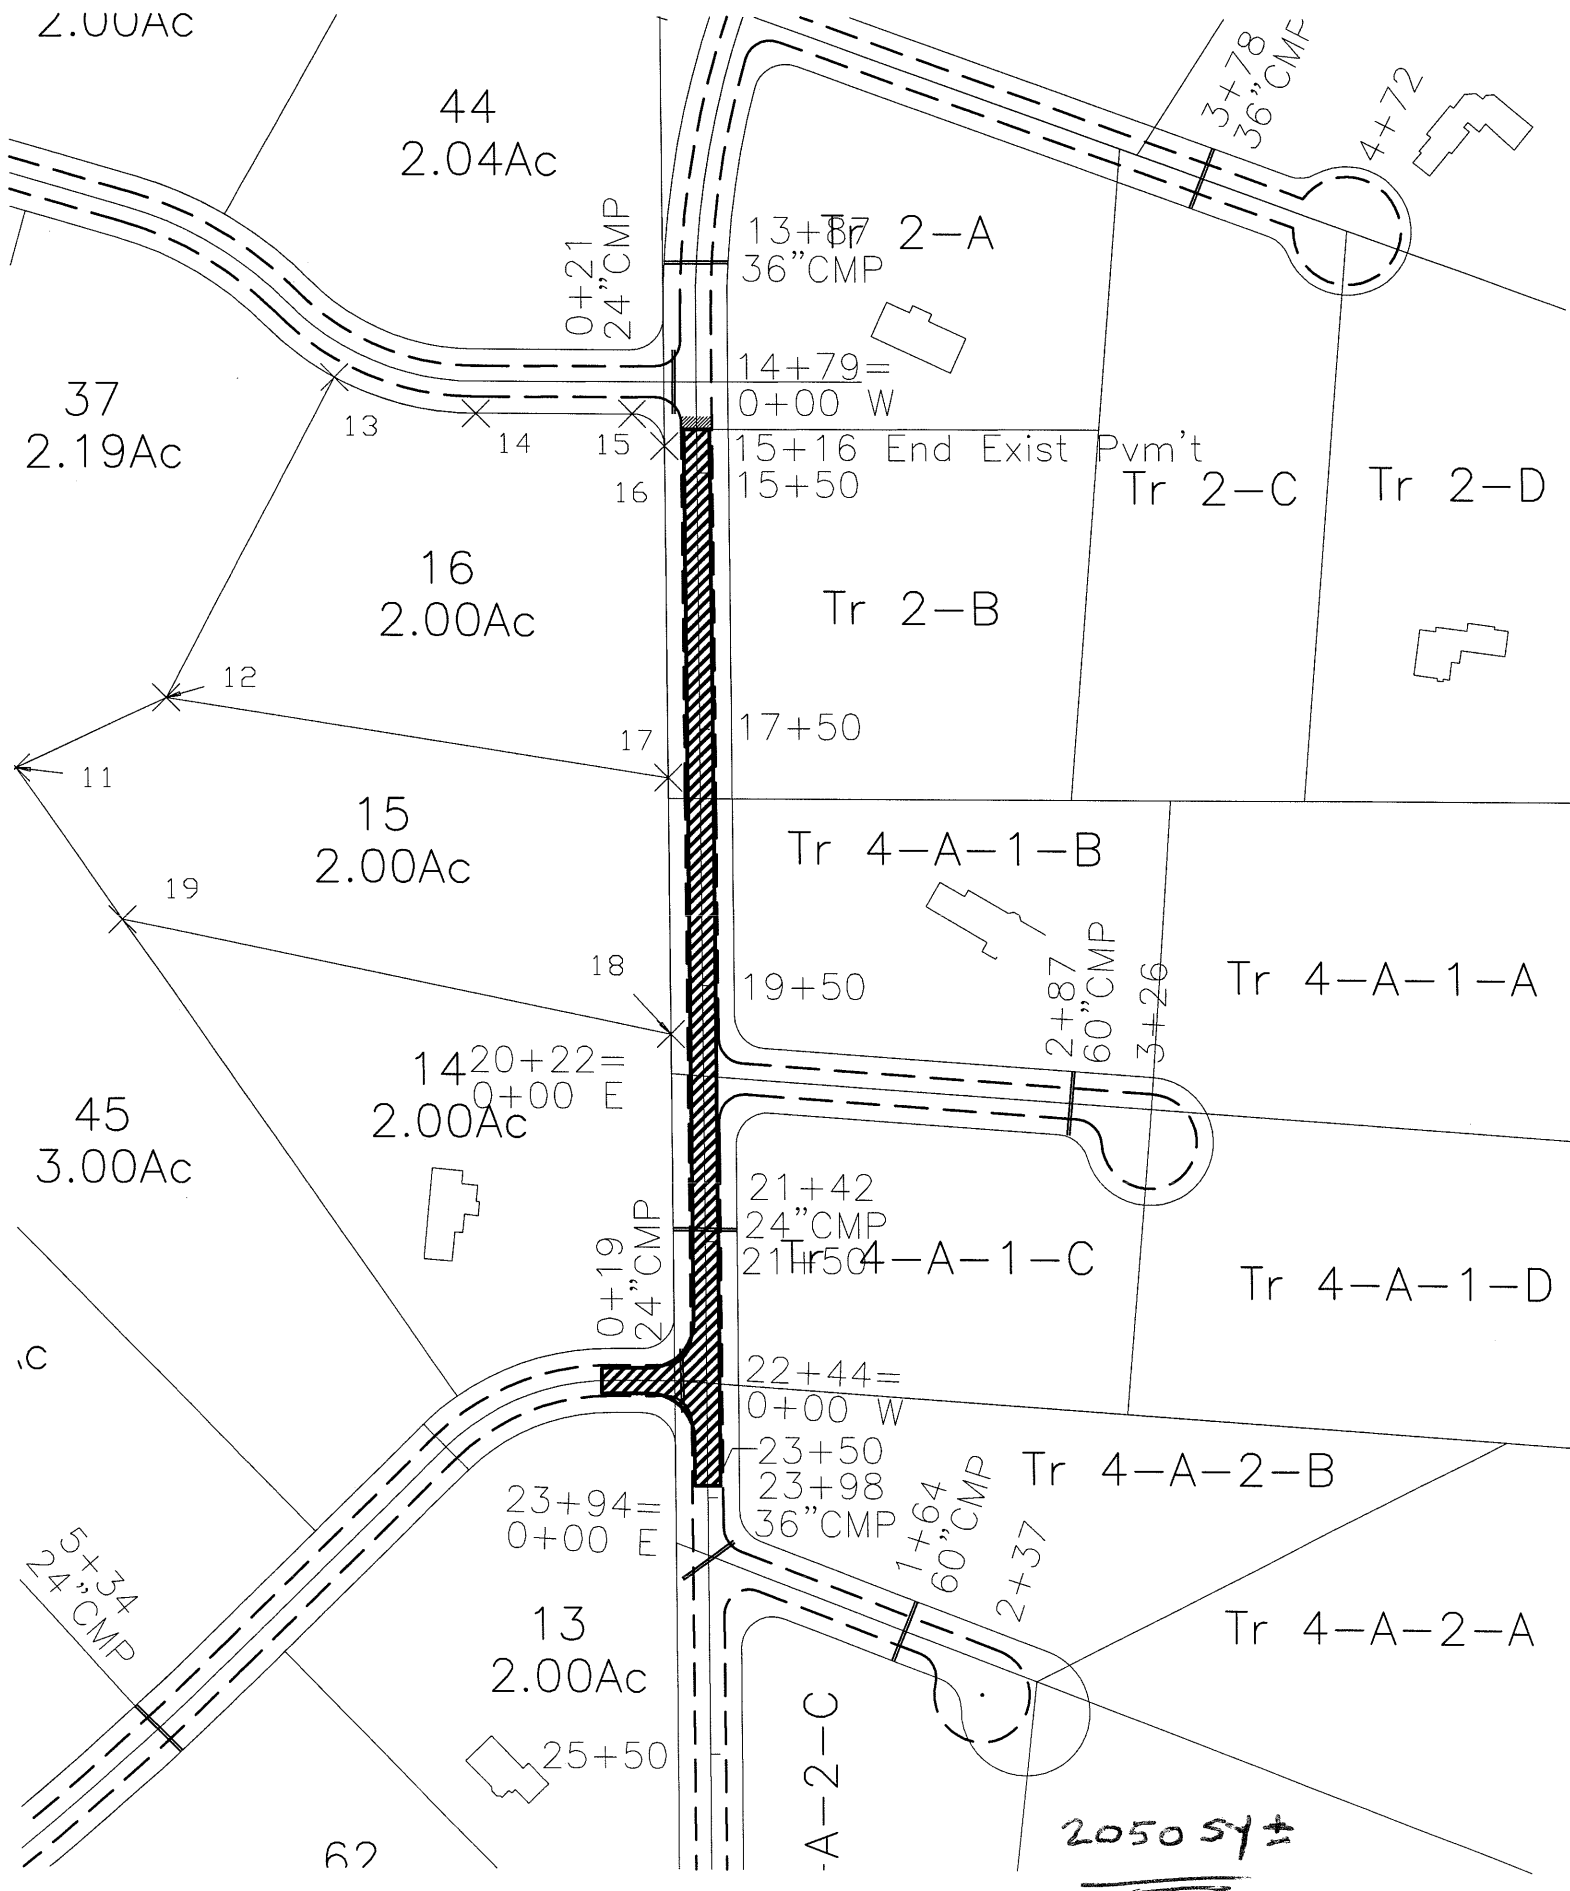 2.00Ac
44
2.04Ac
3+78
36"CMP
4+72
0+21
24"CMP
13+87
36"CMP
Tr 2-A
37
2.19Ac
13
14
15
16
14+79=
0+00 W
15+16 End Exist Pvm't
15+50
Tr 2-C
Tr 2-D
16
2.00Ac
Tr 2-B
12
11
17
17+50
15
2.00Ac
Tr 4-A-1-B
19
18
19+50
2+87
60"CMP
3+26
Tr 4-A-1-A
14
2.00Ac
20+22=
0+00 E
45
3.00Ac
21+42
24"CMP
21+50
Tr 4-A-1-C
Tr 4-A-1-D
0+19
24"CMP
.c
22+44=
0+00 W
23+50
23+98
36"CMP
Tr 4-A-2-B
23+94=
0+00 E
1+64
60"CMP
2+37
5+34
24"CMP
13
2.00Ac
Tr 4-A-2-A
25+50
-A-2-C
62
2050 SY±